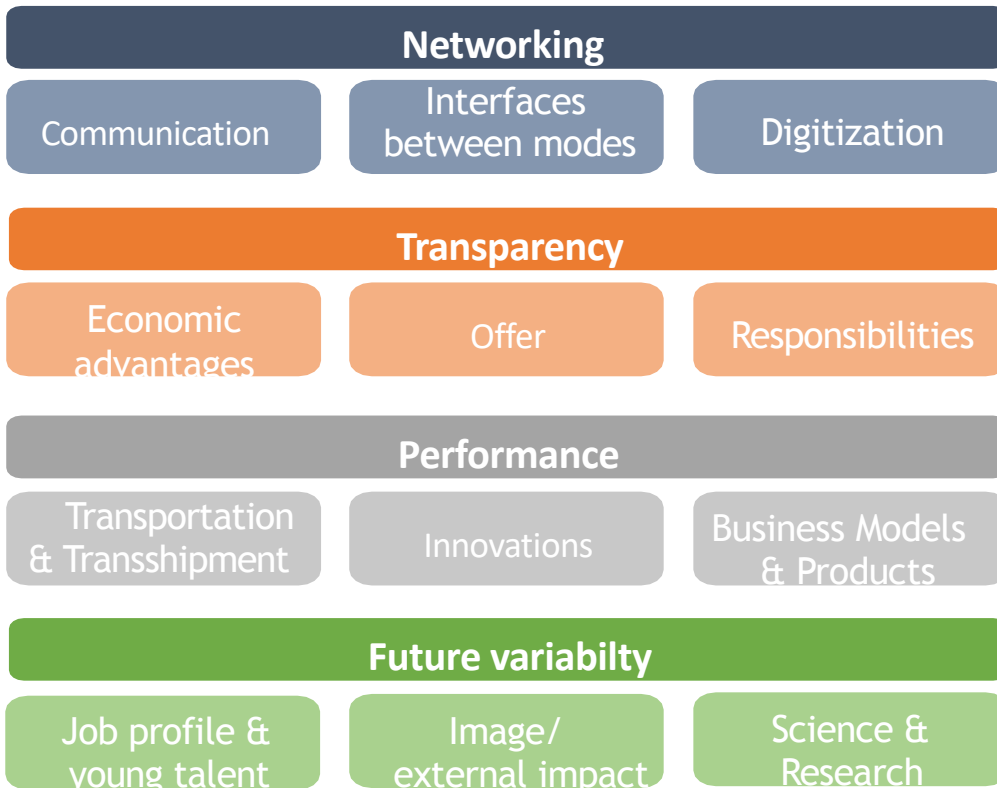 Networking
Communication
Interfaces
between modes
Digitization
Transparency
Economic
advantages
Offer
Responsibilities
Performance
Transportation
& Transshipment
Innovations
Business Models
& Products
Future variabilty
Job profile &
young talent
Image/
external impact
Science &
Research